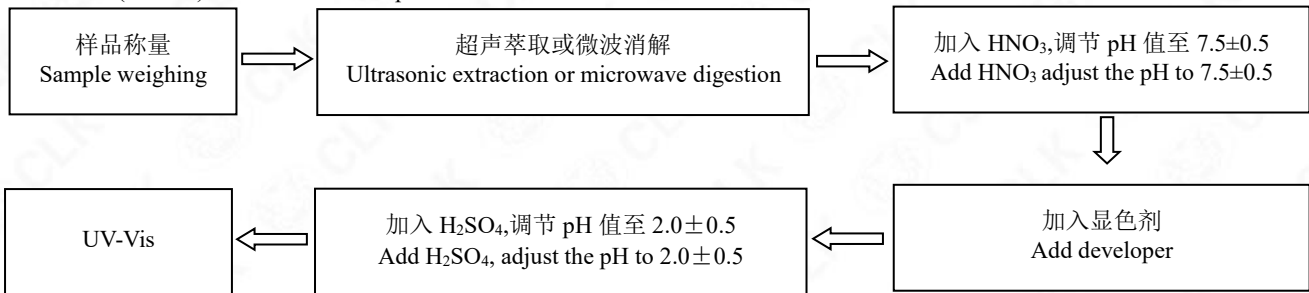 样品称量
Sample weighing
超声萃取或微波消解
Ultrasonic extraction or microwave digestion
加入 HNO₃,调节 pH 值至 7.5±0.5
Add HNO₃ adjust the pH to 7.5±0.5
加入显色剂
Add developer
加入 H₂SO₄,调节 pH 值至 2.0±0.5
Add H₂SO₄, adjust the pH to 2.0±0.5
UV-Vis
CLK